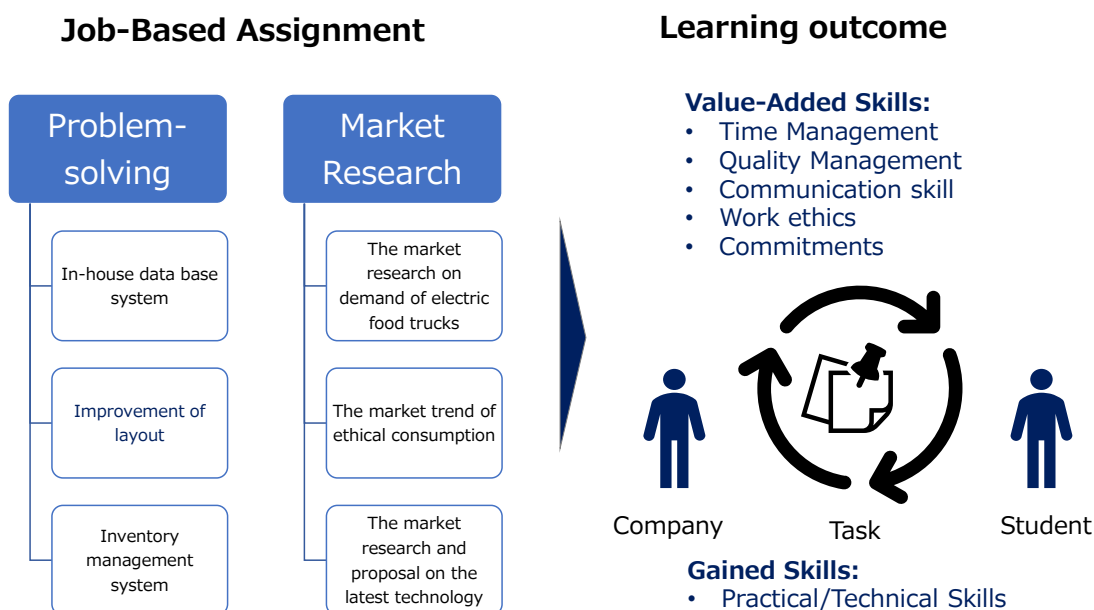 Job-Based Assignment
Problem-
solving
In-house data base
system
Improvement of
layout
Inventory
management
system
Market
Research
The market
research on
demand of electric
food trucks
The market trend of
ethical consumption
The market
research and
proposal on the
latest technology
Learning outcome
Value-Added Skills:
• Time Management
• Quality Management
• Communication skill
• Work ethics
• Commitments
Company
Task
Student
Gained Skills:
• Practical/Technical Skills